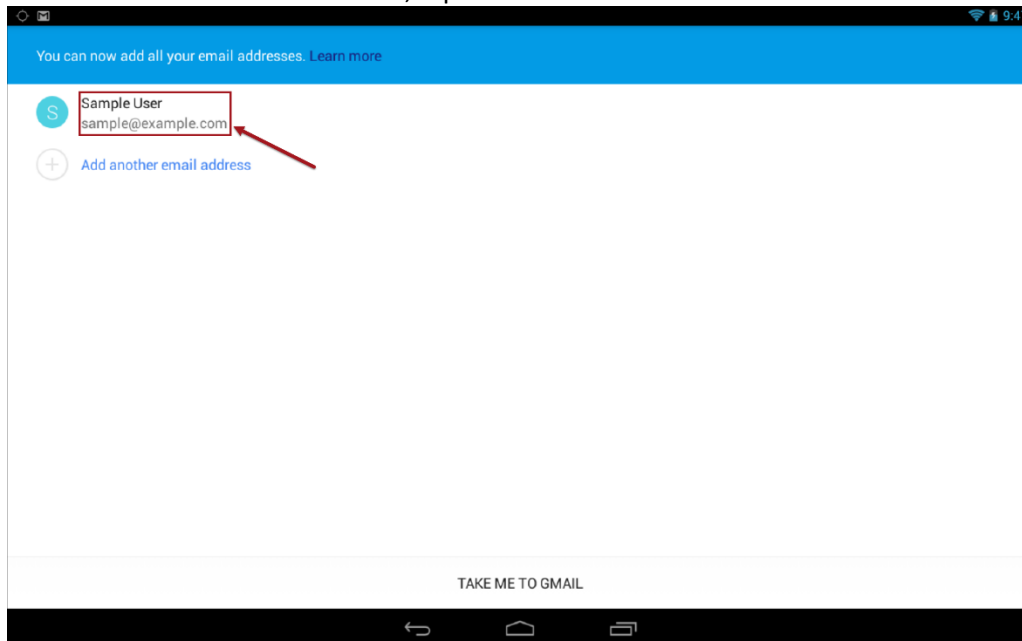 9:4
You can now add all your email addresses. Learn more
S
Sample User
sample@example.com
Add another email address
TAKE ME TO GMAIL